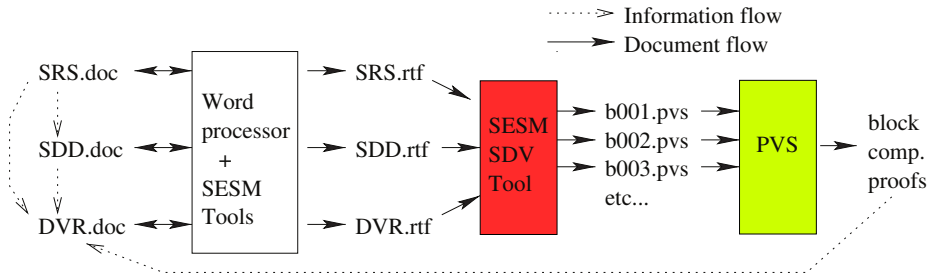 Information flow
Document flow
SRS.doc
SDD.doc
DVR.doc
Word
processor
+
SESM
Tools
SRS.rtf
SDD.rtf
DVR.rtf
SESM
SDV
Tool
b001.pvs
b002.pvs
b003.pvs
etc...
PVS
block
comp.
proofs